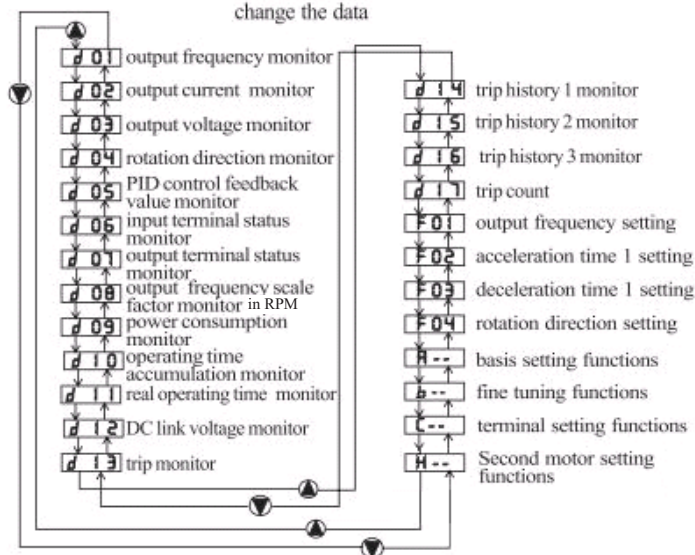 change the data
d 01 output frequency monitor
d 02 output current monitor
d 03 output voltage monitor
d 04 rotation direction monitor
d 05 PID control feedback
value monitor
d 06 input terminal status
monitor
d 07 output terminal status
monitor
d 08 output frequency scale
factor monitor in RPM
d 09 power consumption
monitor
d 10 operating time
accumulation monitor
d 11 real operating time monitor
d 12 DC link voltage monitor
d 13 trip monitor
d 14 trip history 1 monitor
d 15 trip history 2 monitor
d 16 trip history 3 monitor
d 17 trip count
F 01 output frequency setting
F 02 acceleration time 1 setting
F 03 deceleration time 1 setting
F 04 rotation direction setting
A -- basis setting functions
b -- fine tuning functions
C -- terminal setting functions
H -- Second motor setting
functions